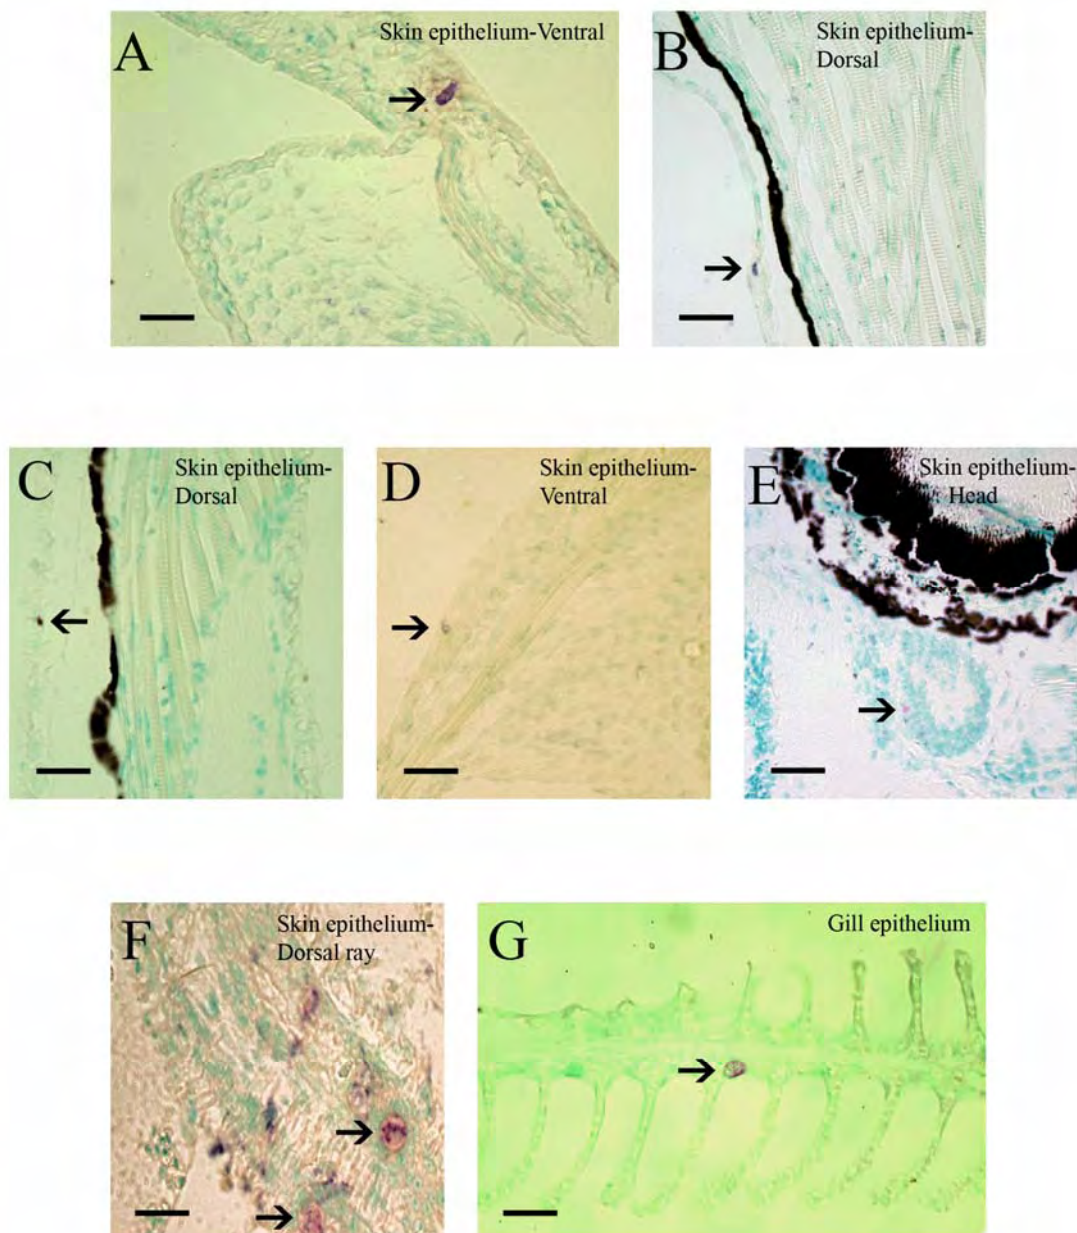 A
Skin epithelium-Ventral
B
Skin epithelium-
Dorsal
C
Skin epithelium-
Dorsal
D
Skin epithelium-
Ventral
E
Skin epithelium-
Head
F
Skin epithelium-
Dorsal ray
G
Gill epithelium